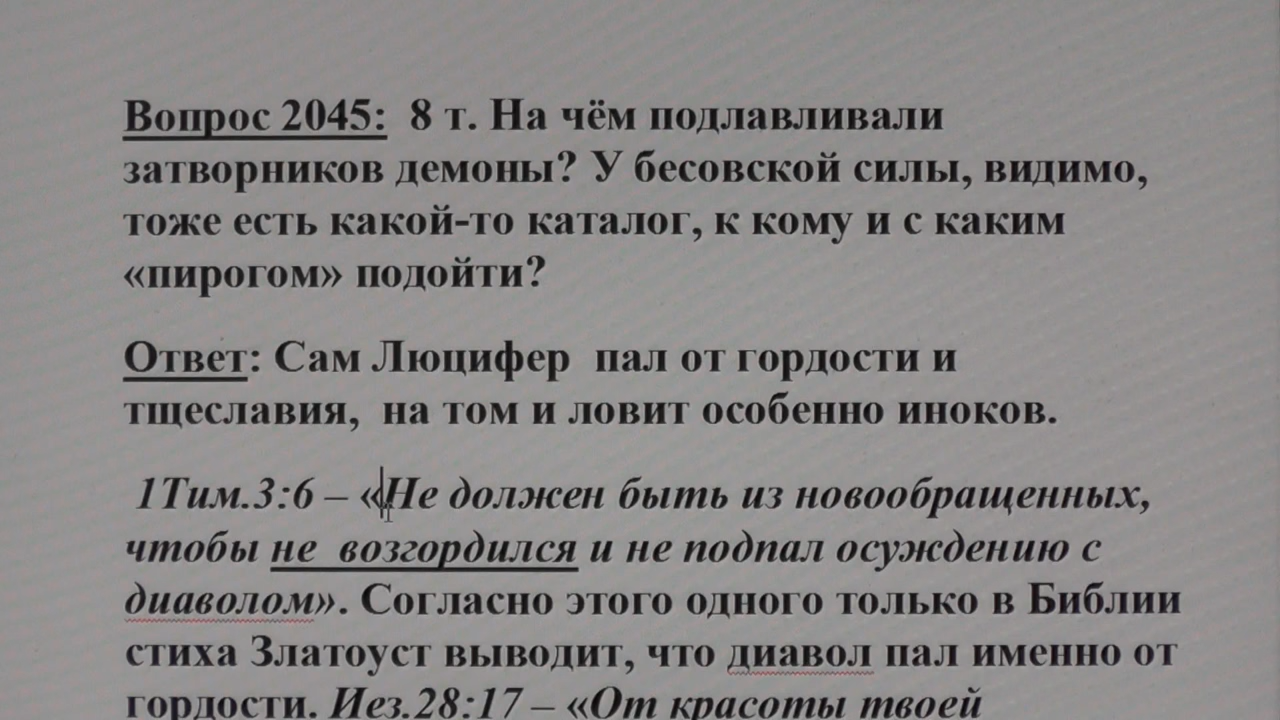 Вопрос 2045:  8 т. На чём подлавливали
затворников демоны? У бесовской силы, видимо,
тоже есть какой-то каталог, к кому и с каким
«пирогом» подойти?
Ответ: Сам Люцифер  пал от гордости и
тщеславия,  на том и ловит особенно иноков.
1Тим.3:6 – «Не должен быть из новообращенных,
чтобы не  возгордился и не подпал осуждению с
диаволом». Согласно этого одного только в Библии
стиха Златоуст выводит, что диавол пал именно от
гордости. Иез.28:17 – «От красоты твоей